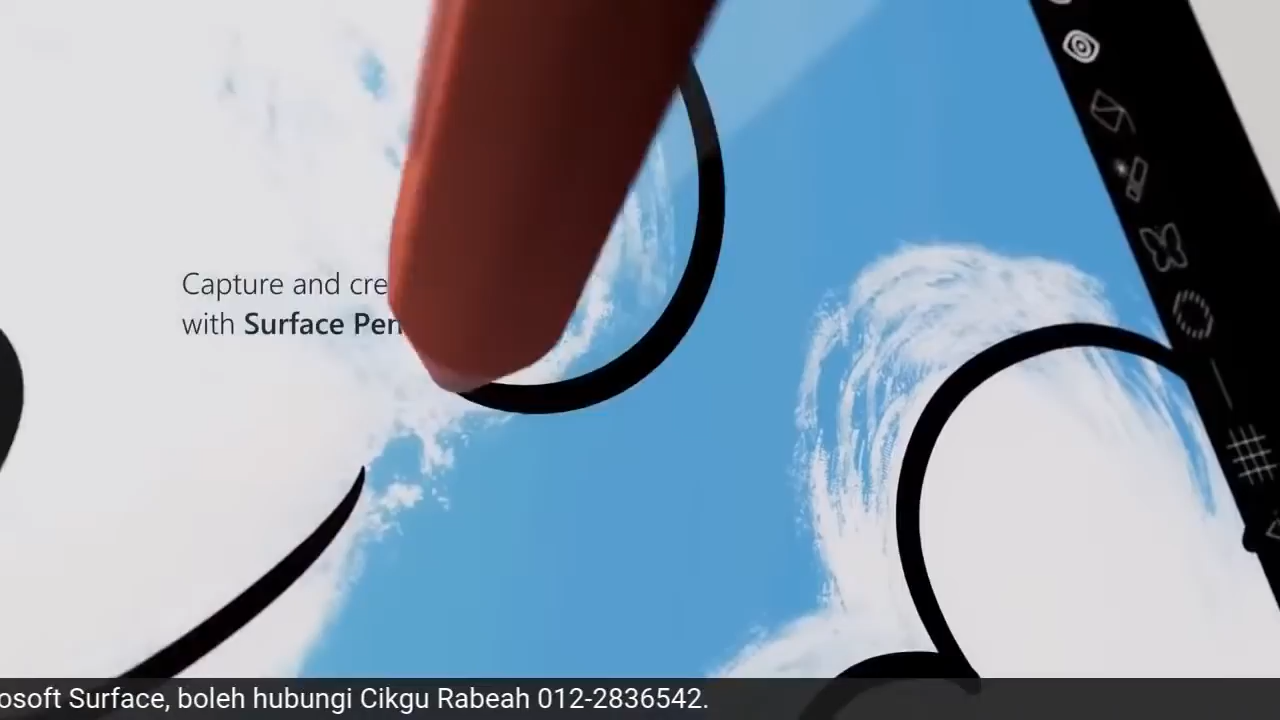 Capture and cre
with Surface Pen
osoft Surface, boleh hubungi Cikgu Rabeah 012-2836542.